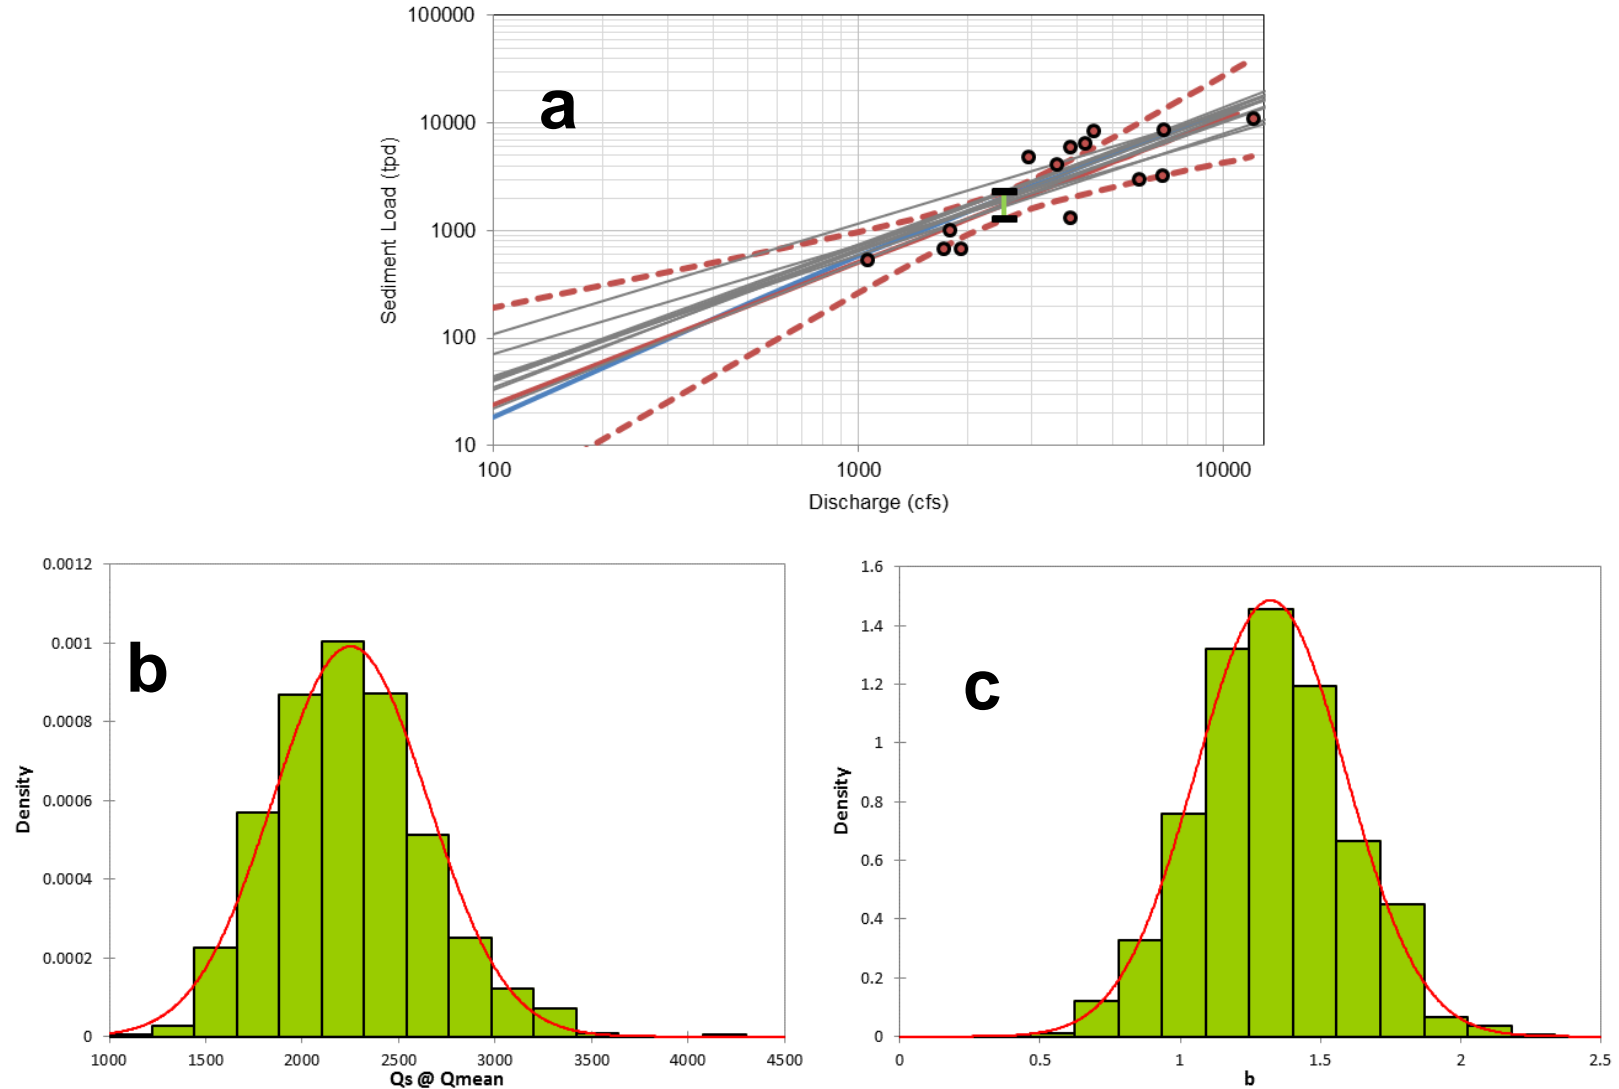 100000
a
10000
1000
100
10
Sediment Load (tpd)
100 1000 10000
Discharge (cfs)
0.0012
0.001
0.0008
0.0006
0.0004
0.0002
0
Density
b
1000 1500 2000 2500 3000 3500 4000 4500
Qs @ Qmean
1.6
1.4
1.2
1
0.8
0.6
0.4
0.2
0
Density
c
0 0.5 1 1.5 2 2.5
b